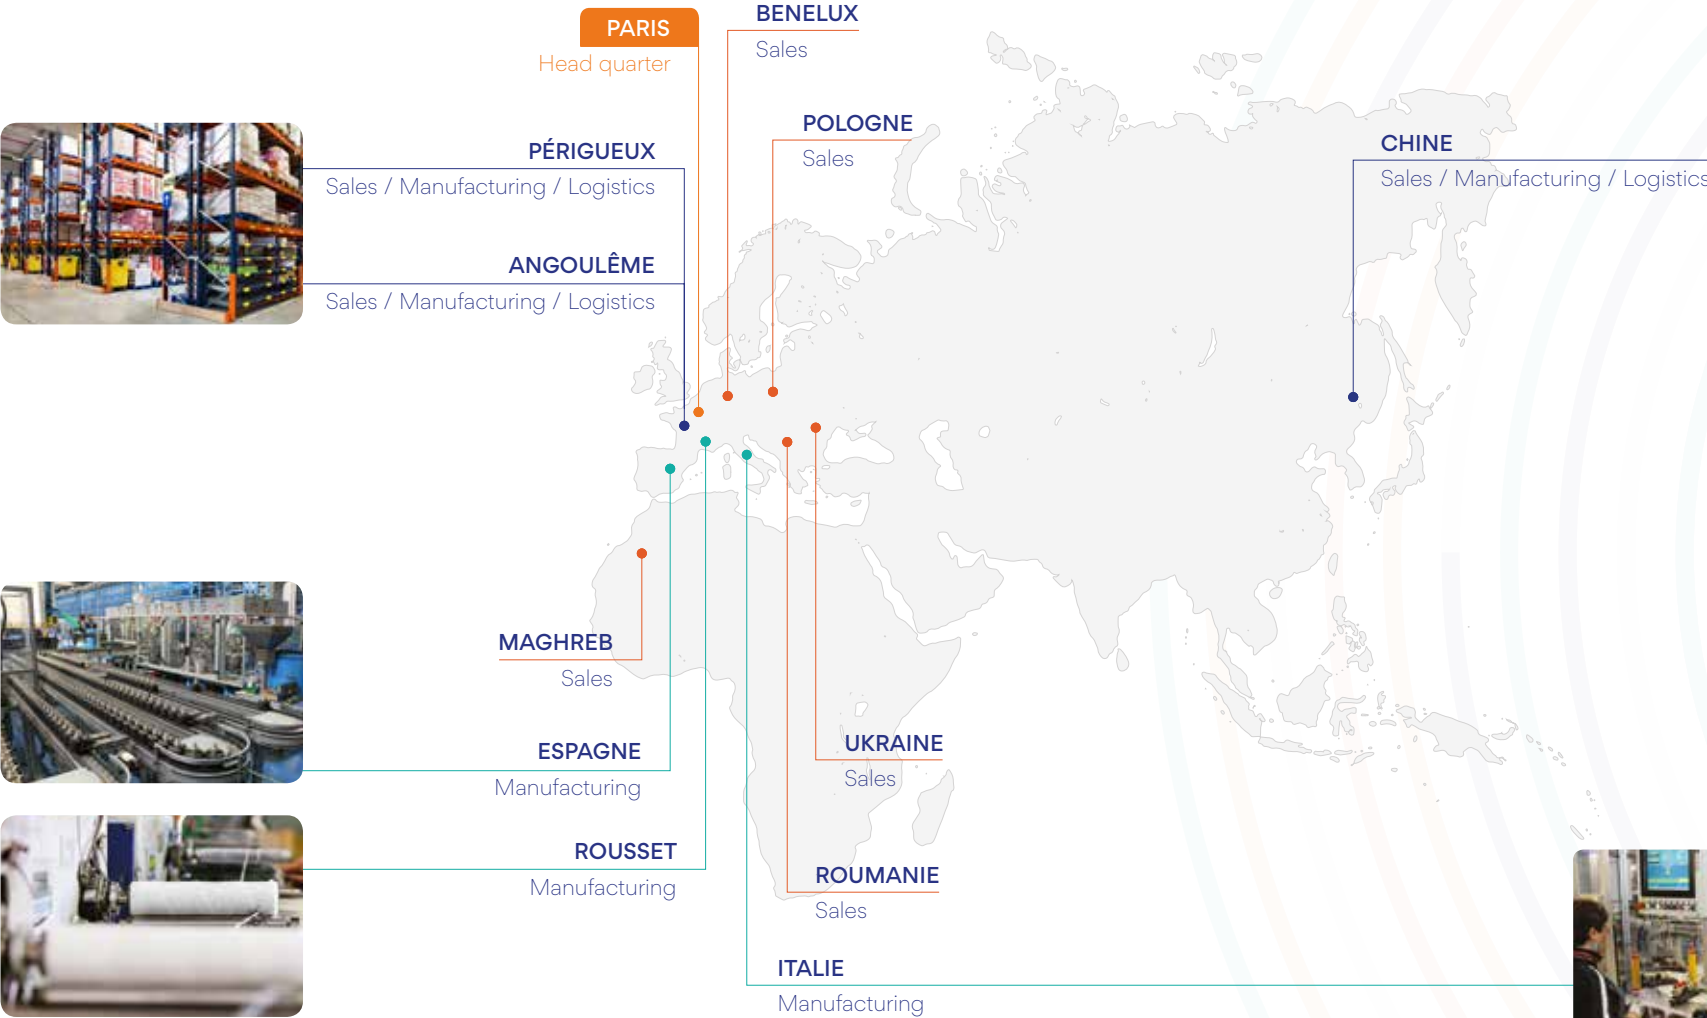 PARIS
Head quarter
BENELUX
Sales
POLOGNE
Sales
CHINE
Sales / Manufacturing / Logistics
PÉRIGUEUX
Sales / Manufacturing / Logistics
ANGOULÊME
Sales / Manufacturing / Logistics
MAGHREB
Sales
ESPAGNE
Manufacturing
UKRAINE
Sales
ROUSSET
Manufacturing
ROUMANIE
Sales
ITALIE
Manufacturing